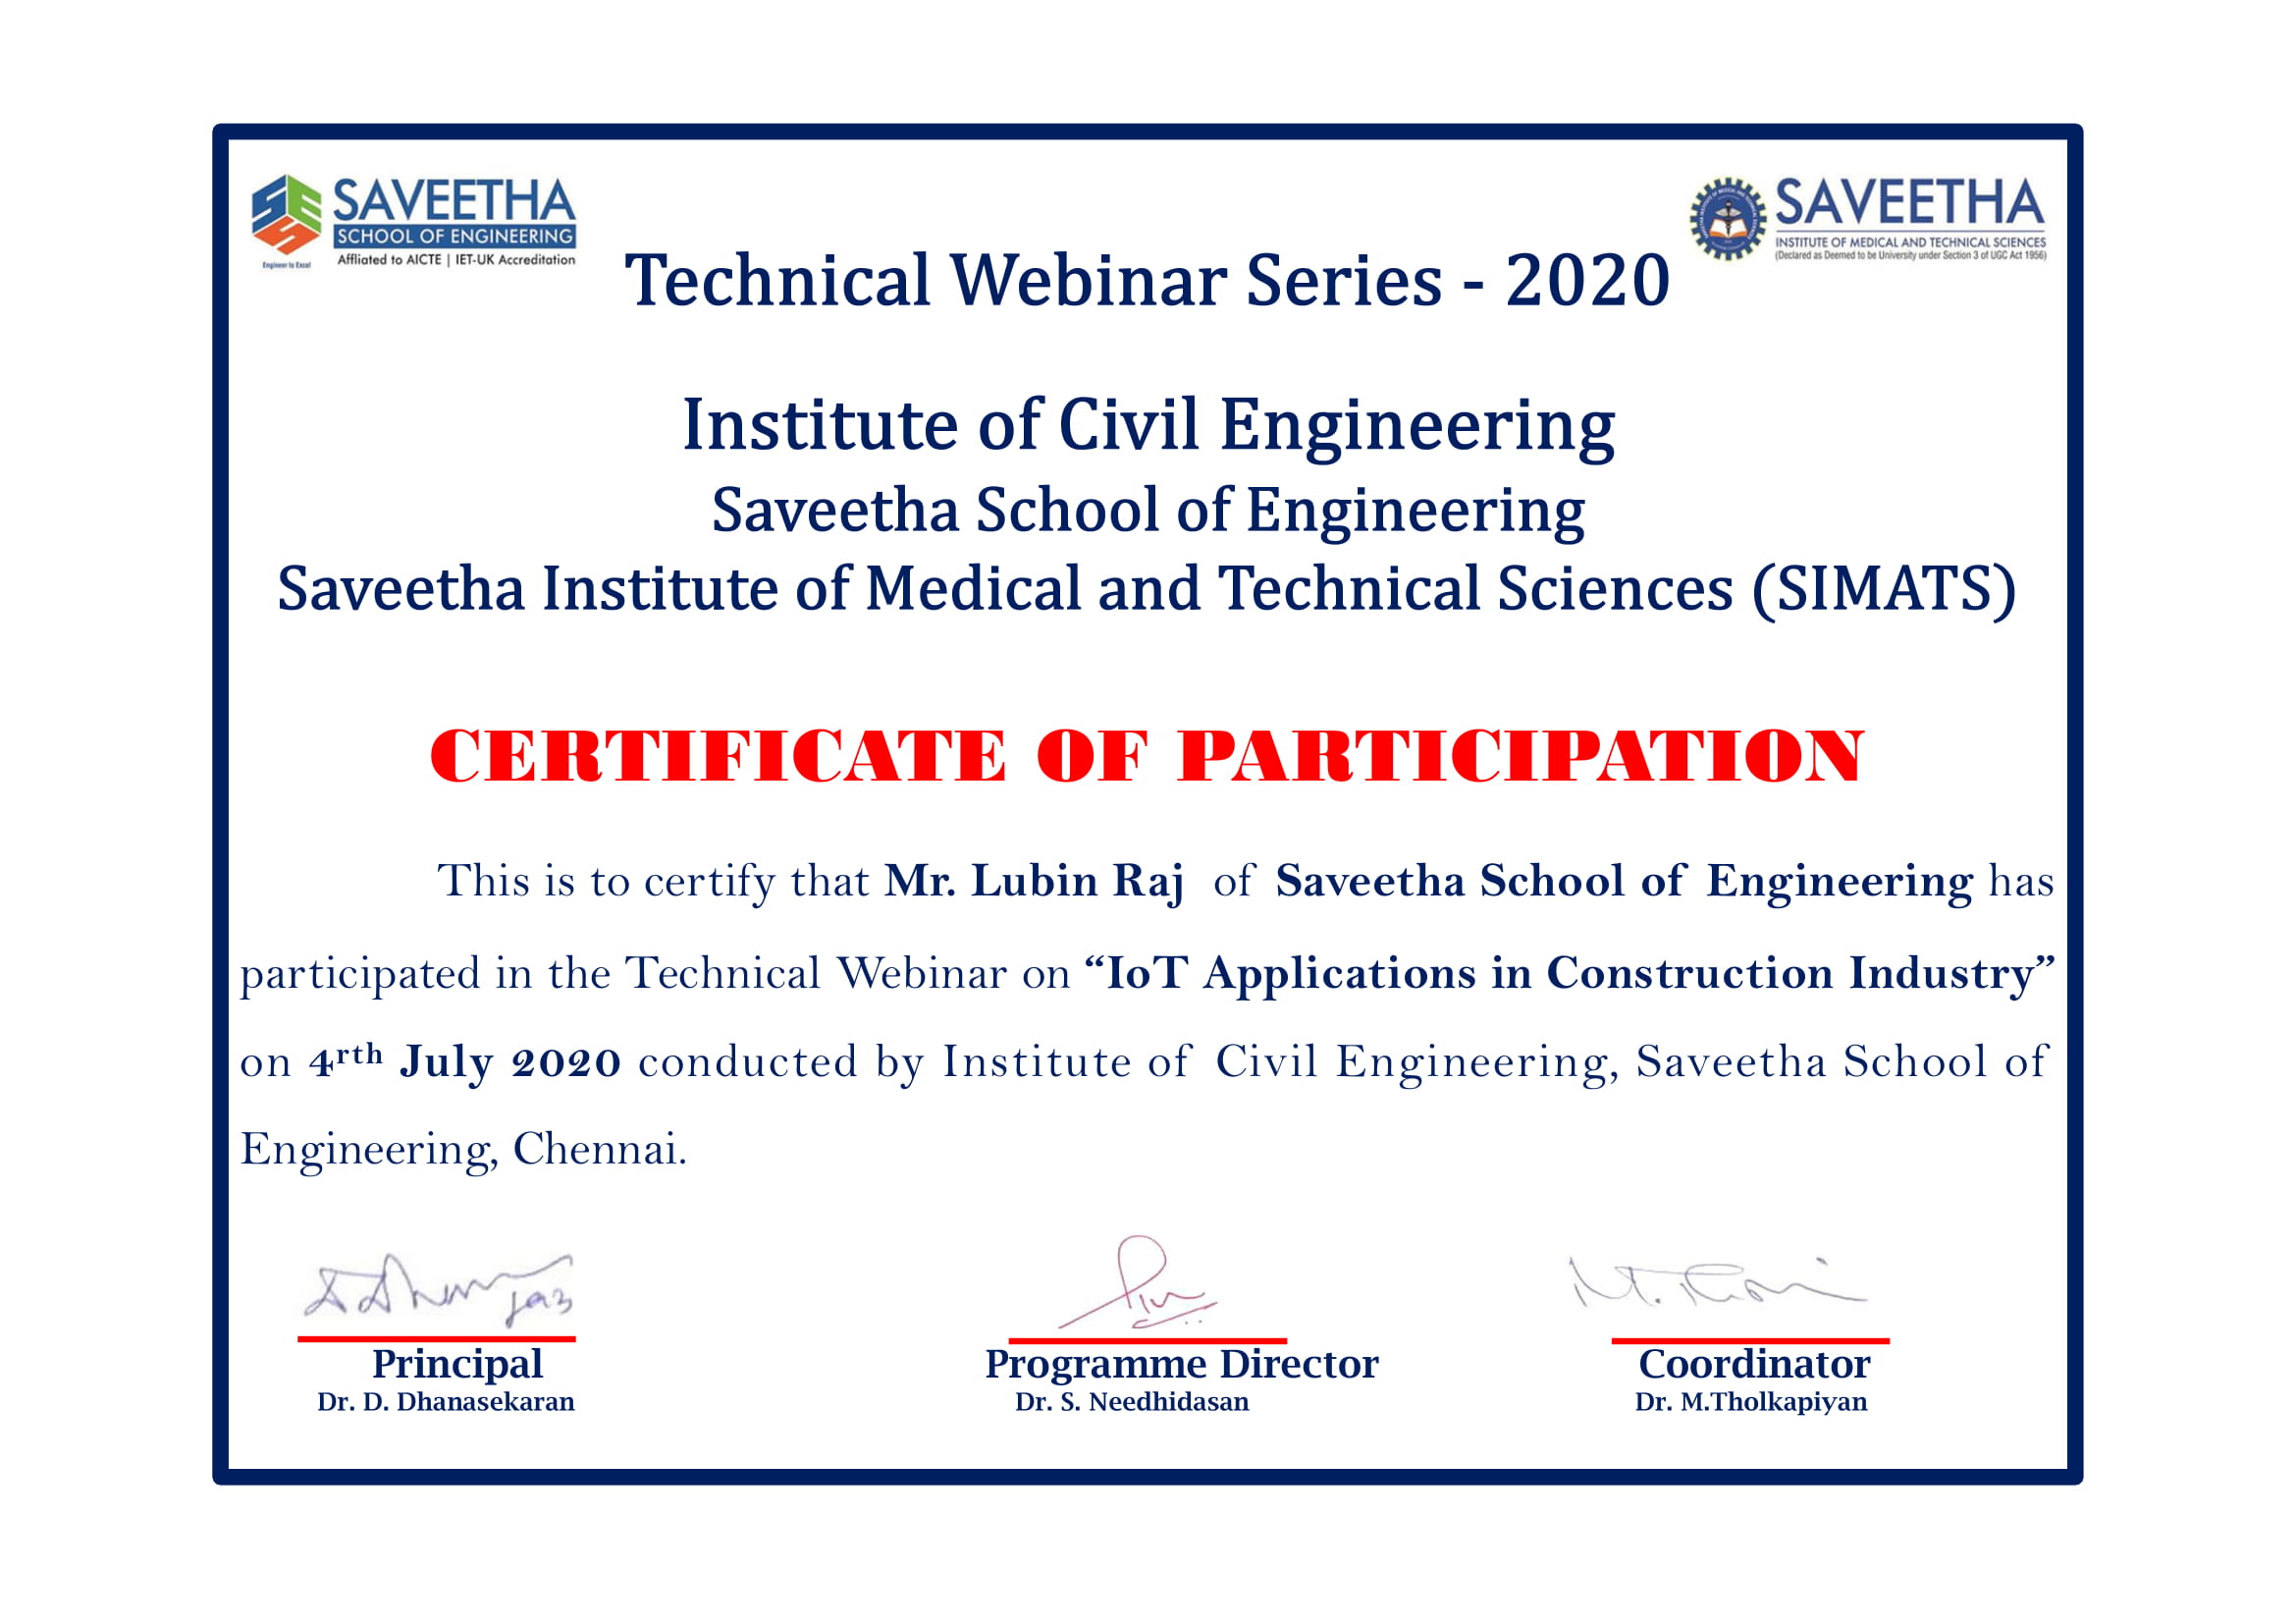 SAVEETHA
SCHOOL OF ENGINEERING
Affliated to AICTE | IET-UK Accreditation
Engineer to Excel
SAVEETHA
INSTITUTE OF MEDICAL AND TECHNICAL SCIENCES
(Declared as Deemed to be University under Section 3 of UGC Act 1956)
Technical Webinar Series - 2020
Institute of Civil Engineering
Saveetha School of Engineering
Saveetha Institute of Medical and Technical Sciences (SIMATS)
CERTIFICATE OF PARTICIPATION
This is to certify that Mr. Lubin Raj of Saveetha School of Engineering has
participated in the Technical Webinar on “IoT Applications in Construction Industry”
on 4rth July 2020 conducted by Institute of Civil Engineering, Saveetha School of
Engineering, Chennai.
Principal
Dr. D. Dhanasekaran
Programme Director
Dr. S. Needhidasan
Coordinator
Dr. M.Tholkapiyan